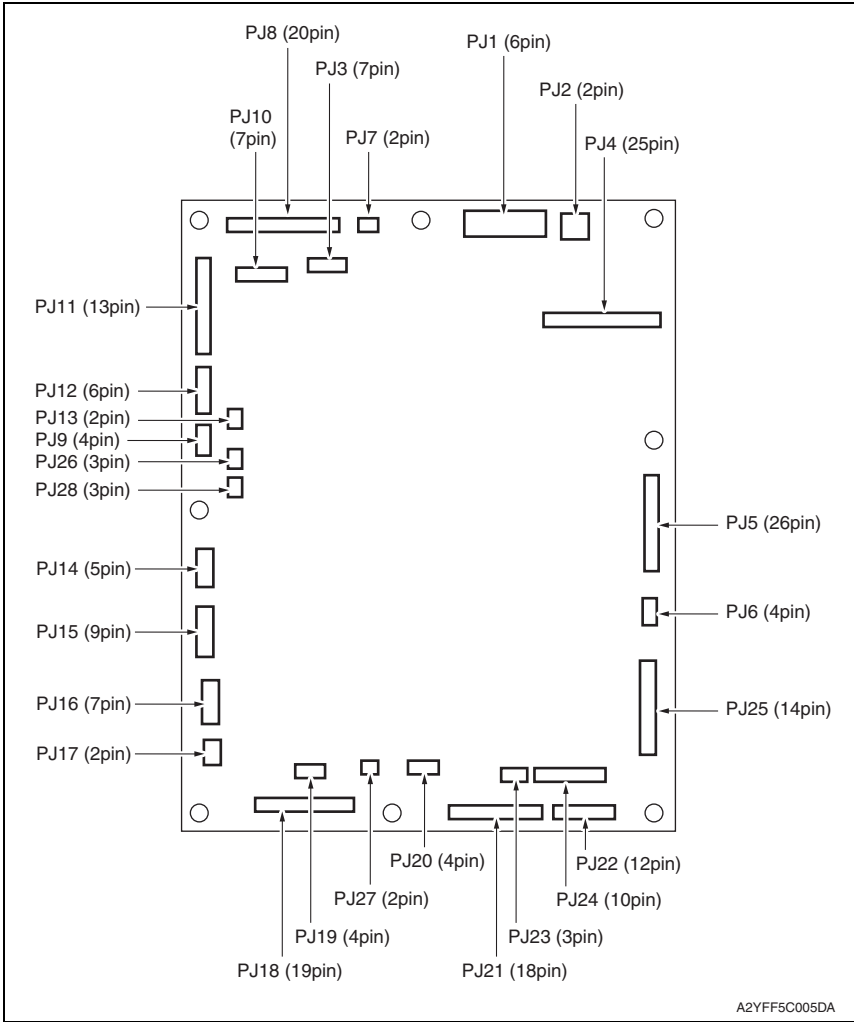 PJ8 (20pin)
PJ1 (6pin)
PJ3 (7pin)
PJ2 (2pin)
PJ10
(7pin)
PJ7 (2pin)
PJ4 (25pin)
PJ11 (13pin)
PJ12 (6pin)
PJ13 (2pin)
PJ9 (4pin)
PJ26 (3pin)
PJ28 (3pin)
PJ5 (26pin)
PJ14 (5pin)
PJ6 (4pin)
PJ15 (9pin)
PJ16 (7pin)
PJ25 (14pin)
PJ17 (2pin)
PJ20 (4pin)
PJ22 (12pin)
PJ27 (2pin)
PJ24 (10pin)
PJ19 (4pin)
PJ23 (3pin)
PJ18 (19pin)
PJ21 (18pin)
A2YFF5C005DA